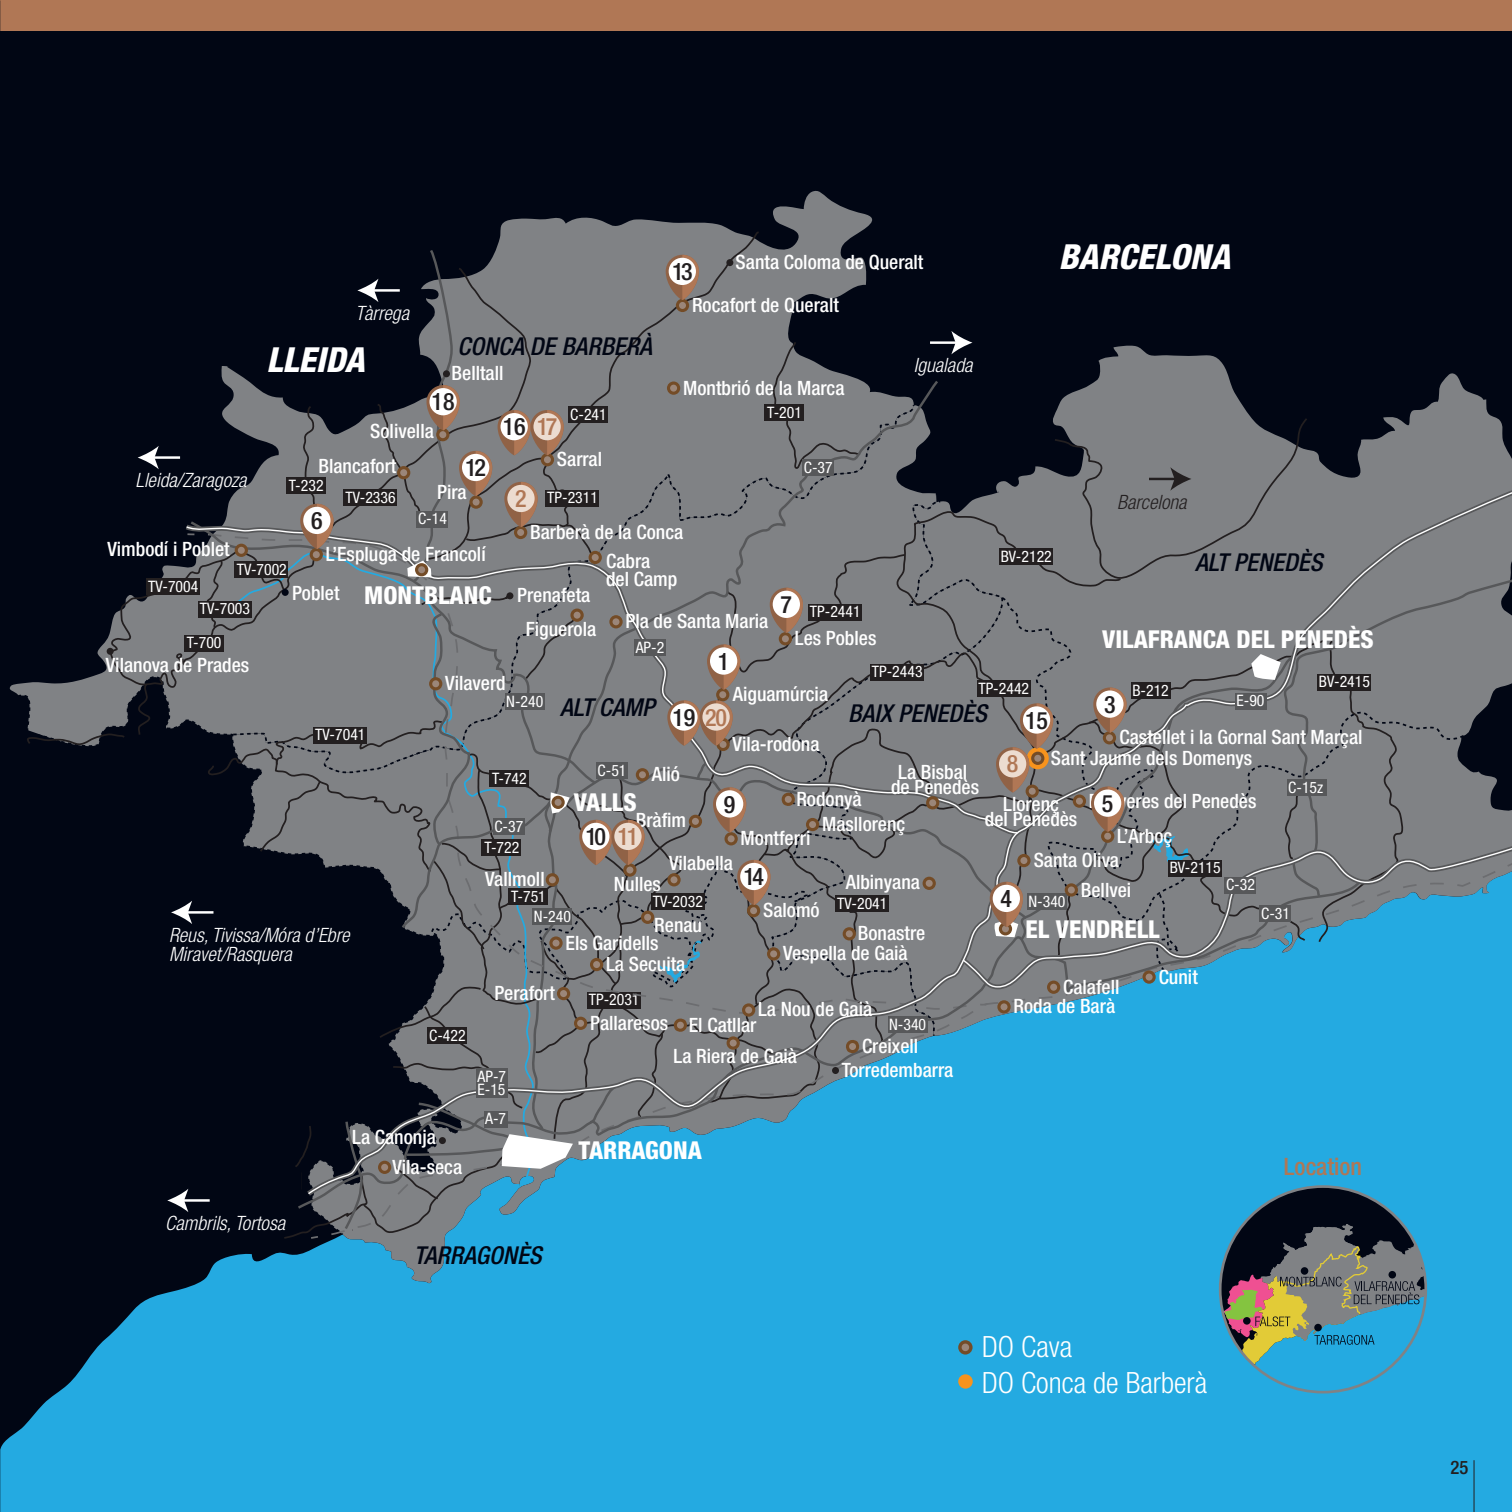 BARCELONA
Santa Coloma de Queralt
13
Tàrrega
Rocafort de Queralt
CONCA DE BARBERÀ
LLEIDA
Igualada
Belltall
Montbrió de la Marca
18
T-201
C-241
16
17
Solivella
Sarral
Blancafort
12
C-37
Lleida/Zaragoza
T-232
TV-2336
Pira
2
TP-2311
Barcelona
6
C-14
Barberà de la Conca
Vimbodí i Poblet
L'Espluga de Francolí
BV-2122
Cabra
del Camp
ALT PENEDÈS
TV-7002
TV-7004
Poblet
MONTBLANC
Prenafeta
TV-7003
7
TP-2441
Figuerola
Pla de Santa Maria
Les Pobles
T-700
VILAFRANCA DEL PENEDÈS
AP-2
1
Vilanova de Prades
TP-2443
Vilaverd
Aiguamúrcia
TP-2442
B-212
BV-2415
N-240
ALT CAMP
19
20
BAIX PENEDÈS
15
3
E-90
TV-7041
Vila-rodona
Castellet i la Gornal Sant Marçal
8
Sant Jaume dels Domenys
C-51
Alió
La Bisbal
de Penedès
T-742
C-15z
VALLS
9
Rodonyà
Llorenç
del Penedès
5
eres del Penedès
C-37
10
11
Bràfim
Masllorenç
Montferri
L'Arboç
T-722
Vilabella
Santa Oliva
BV-2115
Vallmoll
Nulles
14
Albinyana
Bellvei
C-32
T-751
TV-2032
TV-2041
4
N-340
N-240
Salomó
C-31
Renau
EL VENDRELL
Bonastre
Els Garidells
Reus, Tivissa/Móra d'Ebre
Miravet/Rasquera
Vespella de Gaià
La Secuita
Cunit
Perafort
TP-2031
Calafell
La Nou de Gaià
Roda de Barà
Pallaresos
El Catllar
N-340
C-422
La Riera de Gaià
Creixell
Torredembarra
AP-7
E-15
A-7
La Canonja
TARRAGONA
Vila-seca
Location
Cambrils, Tortosa
TARRAGONÈS
MONTBLANC
VILAFRANCA
DEL PENEDÈS
FALSET
TARRAGONA
DO Cava
DO Conca de Barberà
25